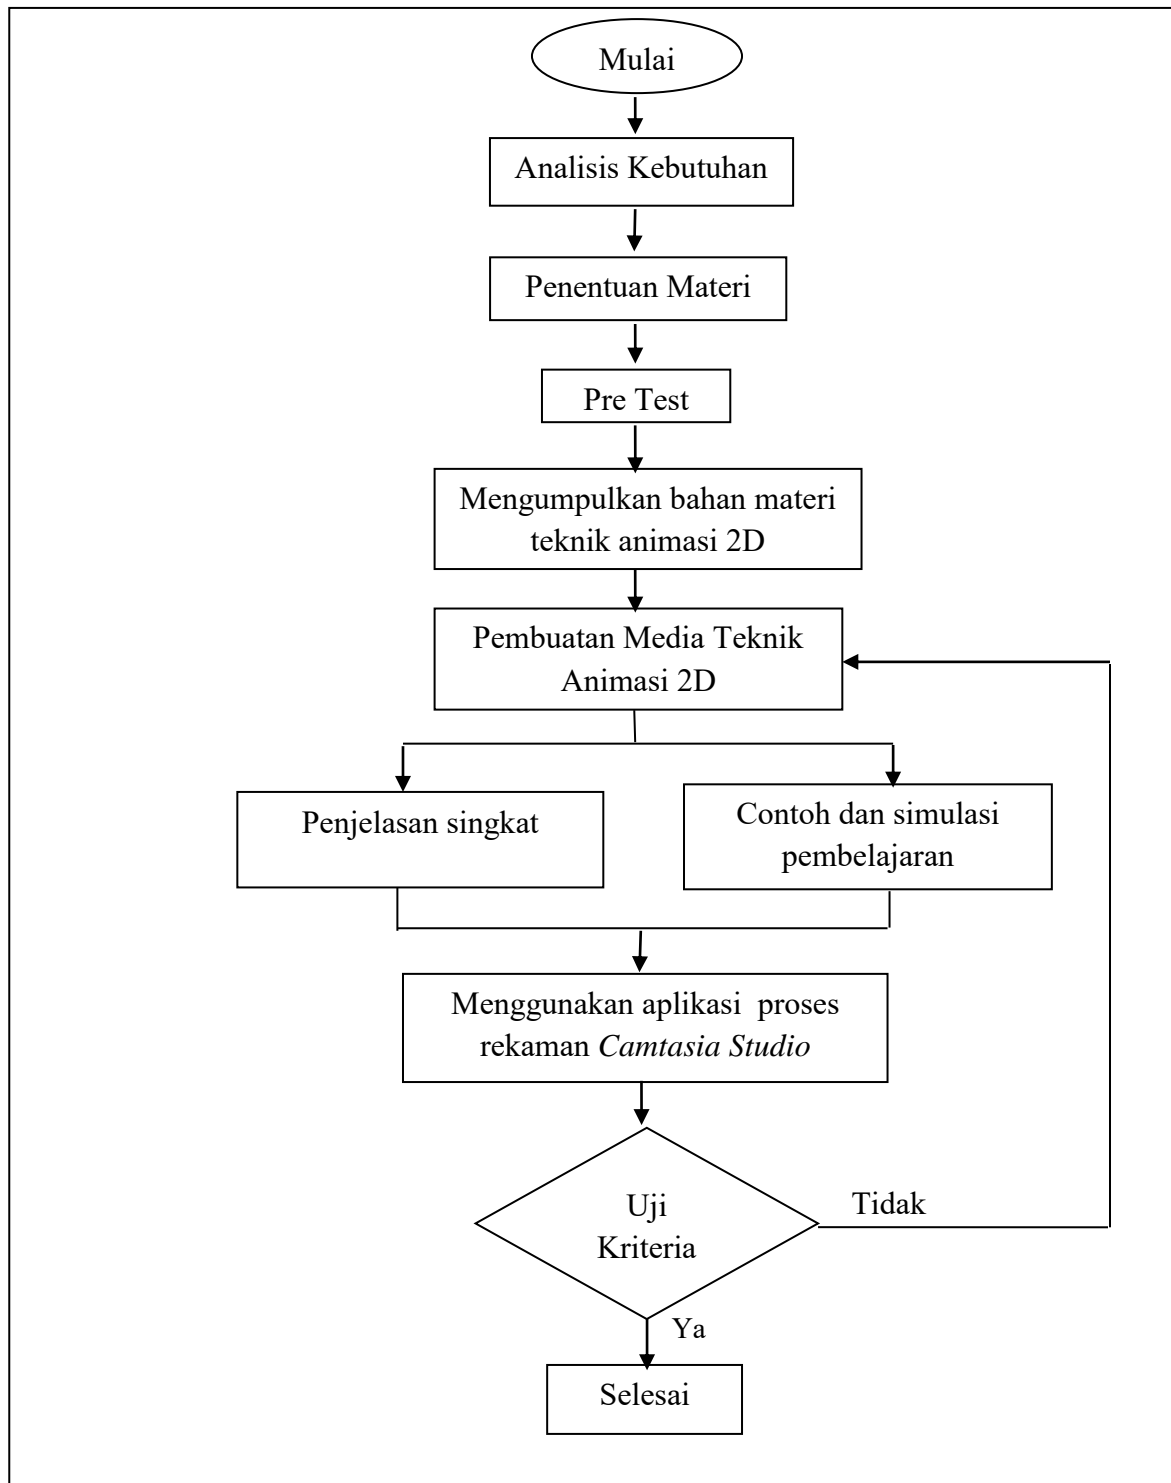 Mulai
Analisis Kebutuhan
Penentuan Materi
Pre Test
Mengumpulkan bahan materi
teknik animasi 2D
Pembuatan Media Teknik
Animasi 2D
Penjelasan singkat
Contoh dan simulasi
pembelajaran
Menggunakan aplikasi  proses
rekaman Camtasia Studio
Uji
Kriteria
Tidak
Ya
Selesai